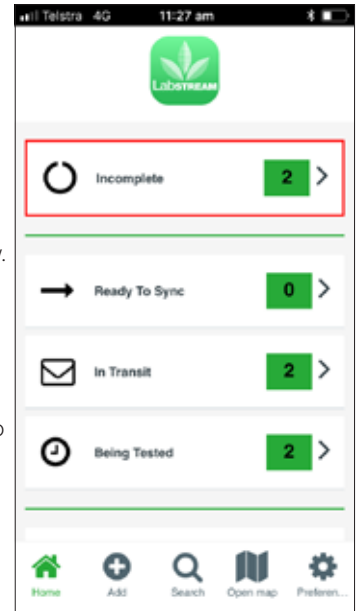 Telstra 4G 11:27 am
LabSTREAM
Incomplete 2
y.
Ready To Sync 0
In Transit 2
o
Being Tested 2
Home Add Search Open map Preferen...